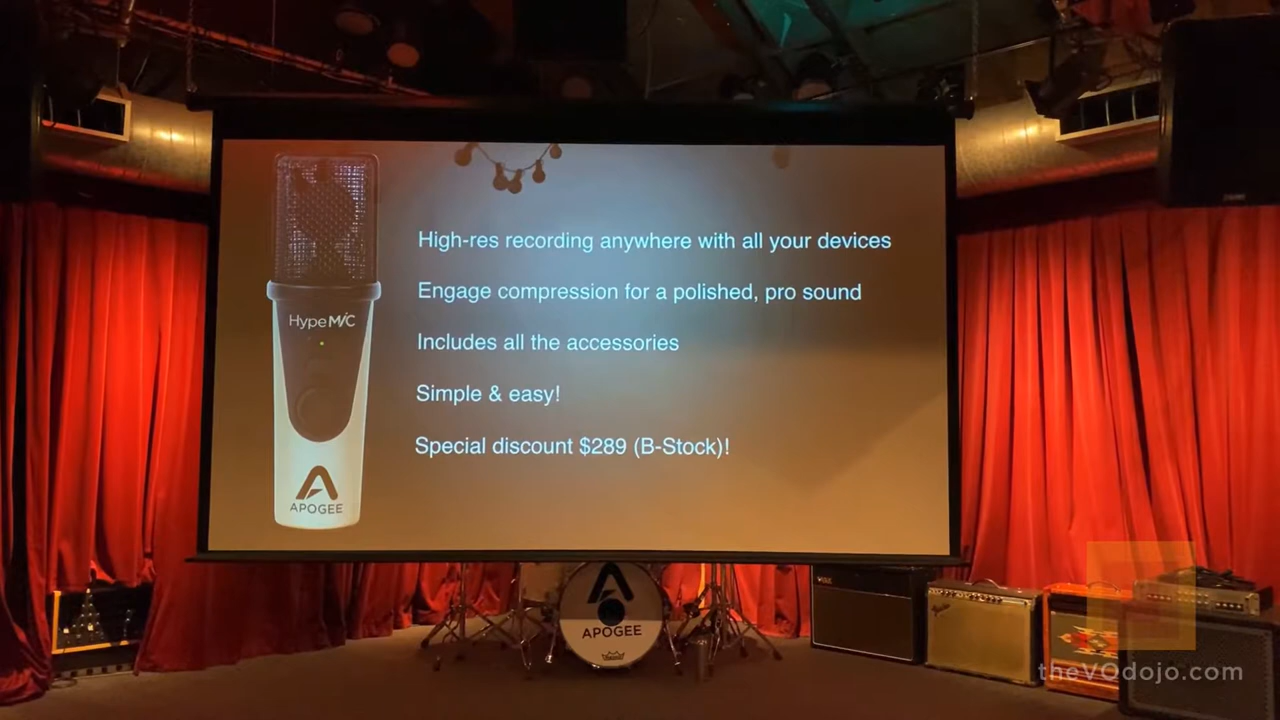 High-res recording anywhere with all your devices
Engage compression for a polished, pro sound
HypeMiC
Includes all the accessories
Simple & easy!
Special discount $289 (B-Stock)!
APOGEE
APOGEE
theVOdojo.com